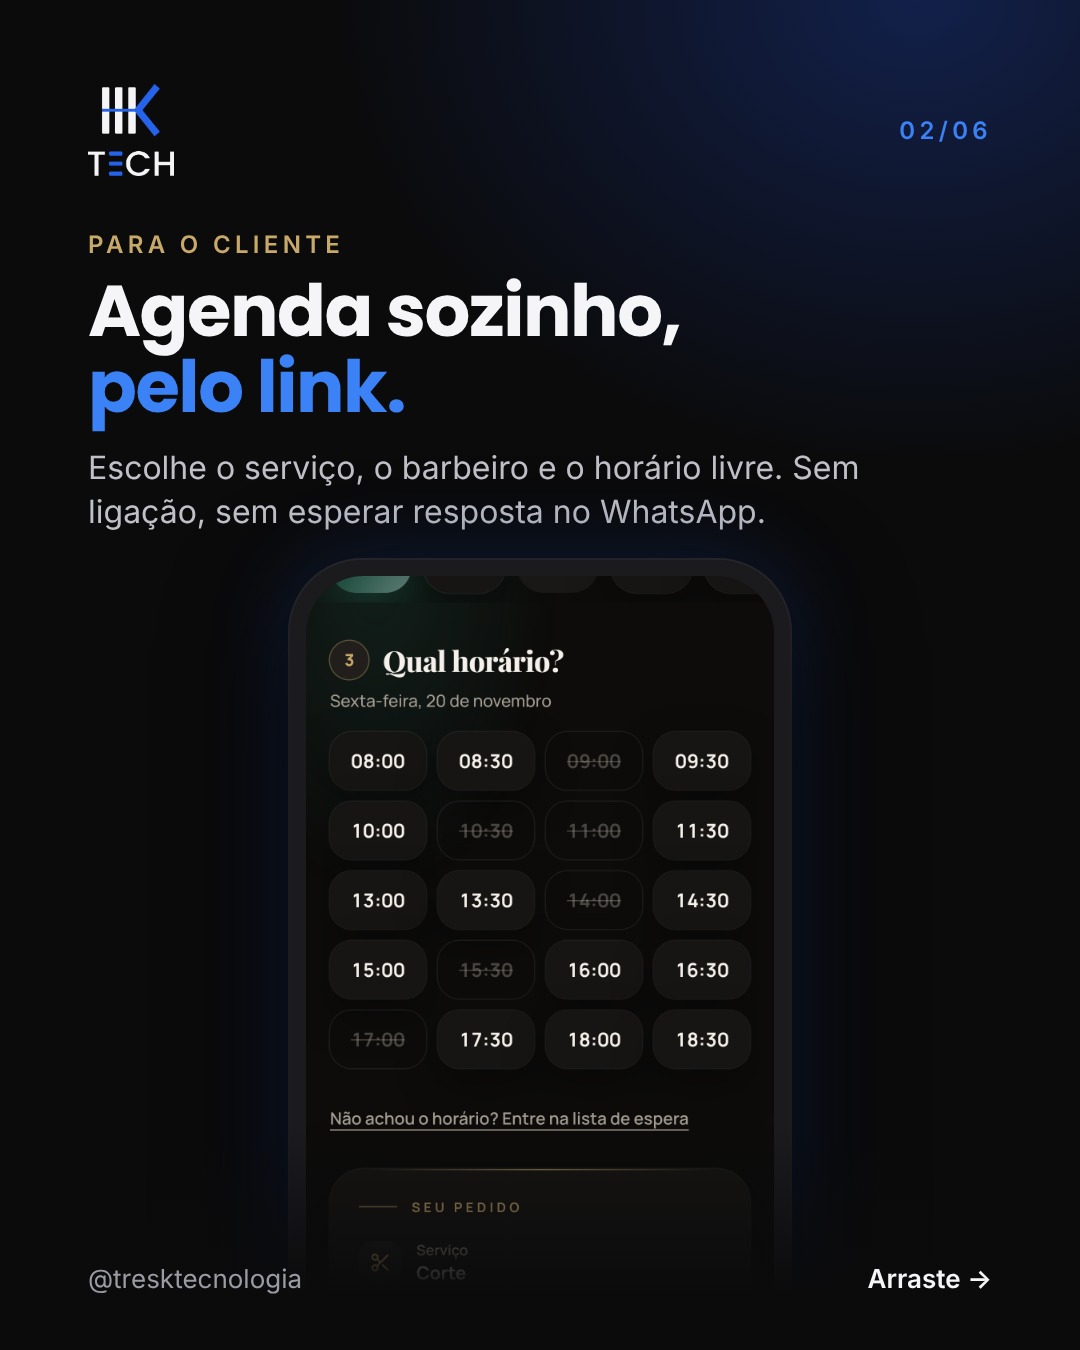 TECH
02/06
PARA O CLIENTE
Agenda sozinho,
pelo link.
Escolhe o serviço, o barbeiro e o horário livre. Sem
ligação, sem esperar resposta no WhatsApp.
3 Qual horário?
Sexta-feira, 20 de novembro
08:00 08:30 09:00 09:30
10:00 10:30 11:00 11:30
13:00 13:30 14:00 14:30
15:00 15:30 16:00 16:30
17:00 17:30 18:00 18:30
Não achou o horário? Entre na lista de espera
SEU PEDIDO
Serviço
Corte
@tresktecnologia
Arraste →